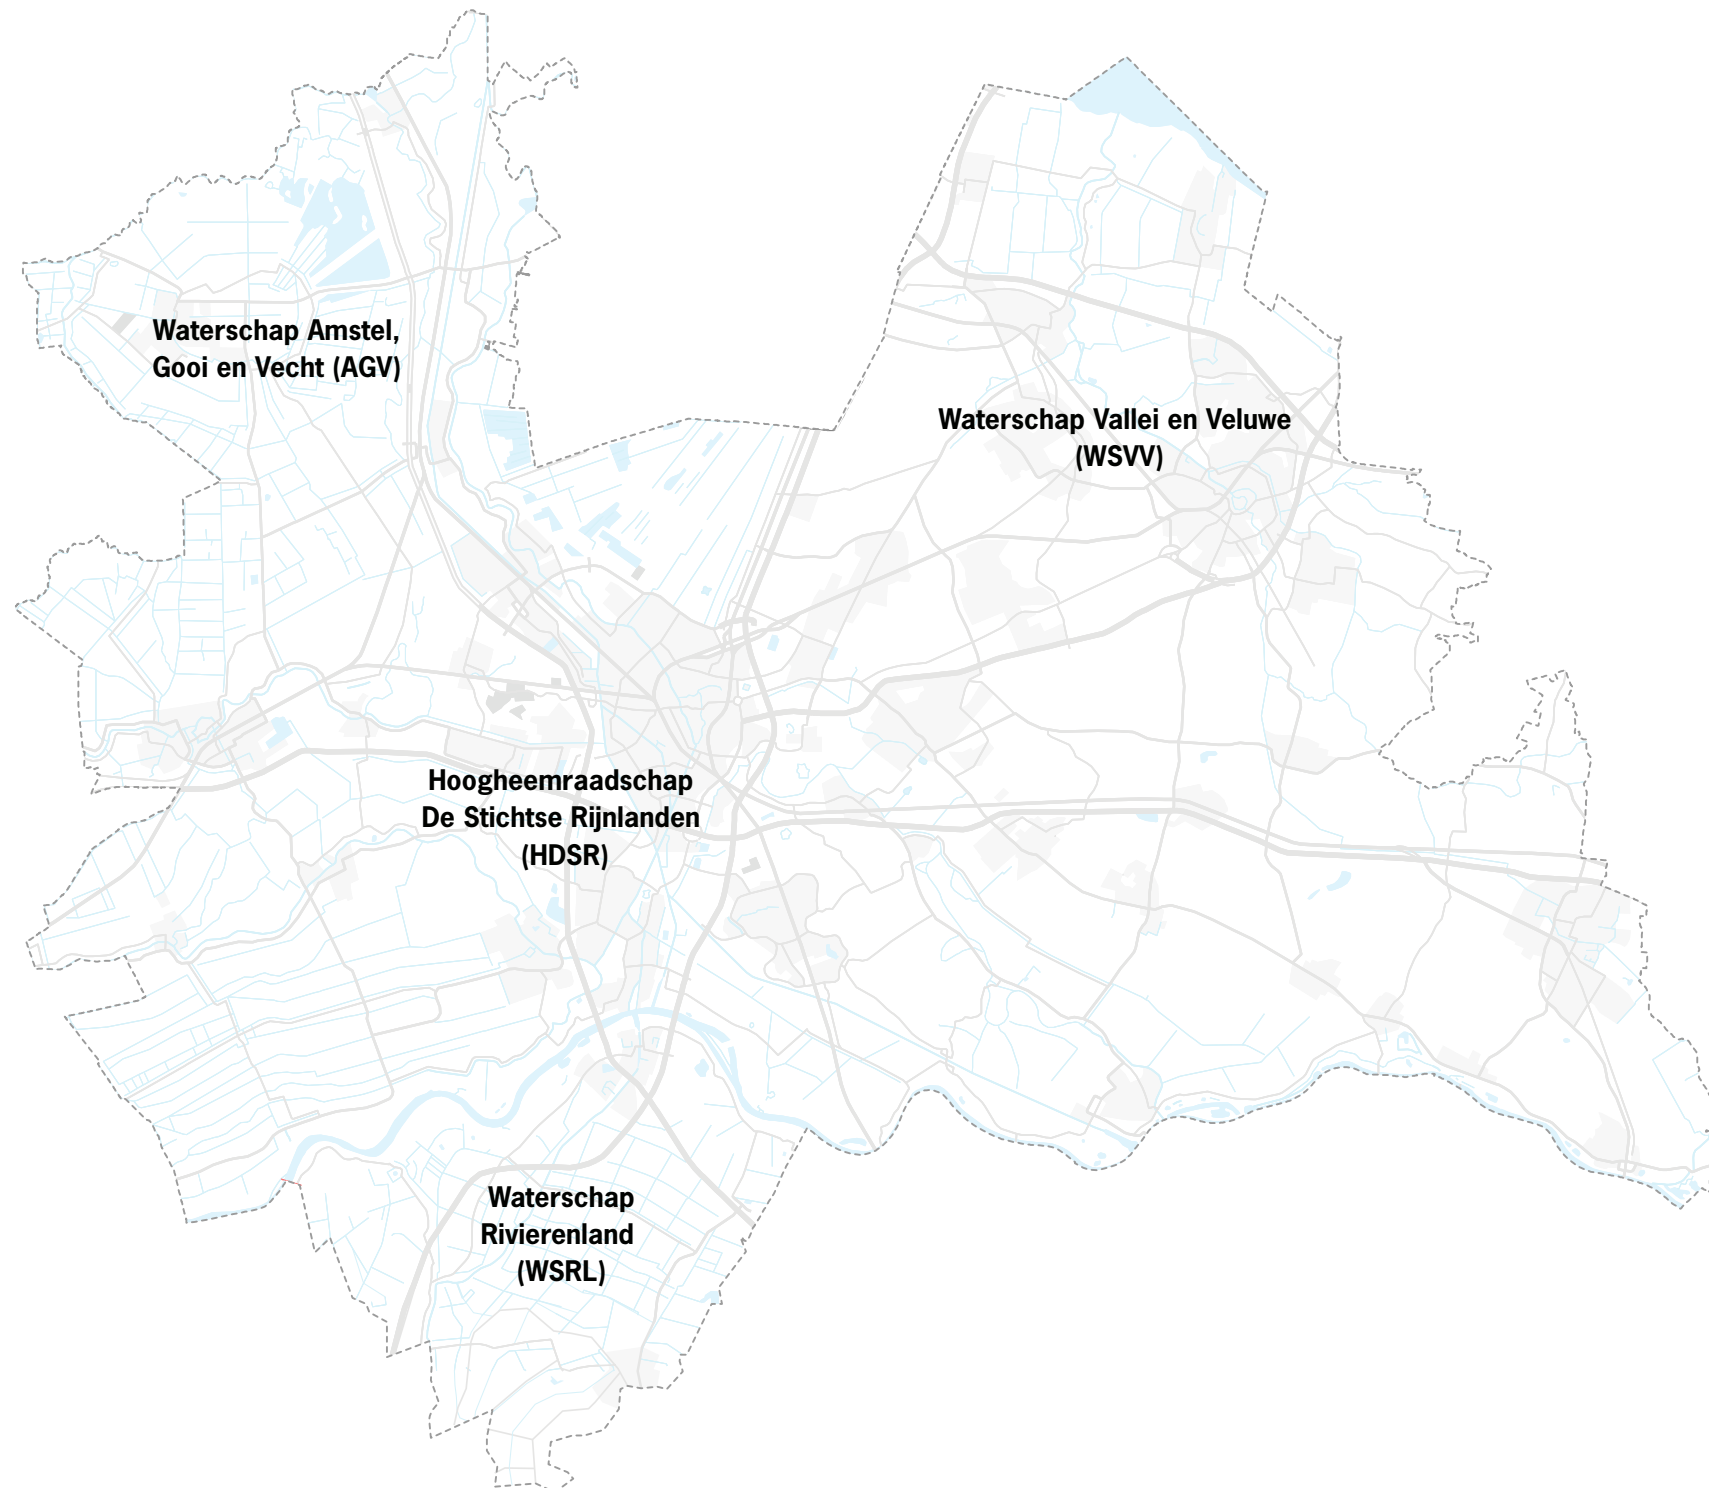 Waterschap Amstel,
Gooi en Vecht (AGV)
Waterschap Vallei en Veluwe
(WSVV)
Hoogheemraadschap
De Stichtse Rijnlanden
(HDSR)
Waterschap
Rivierenland
(WSRL)